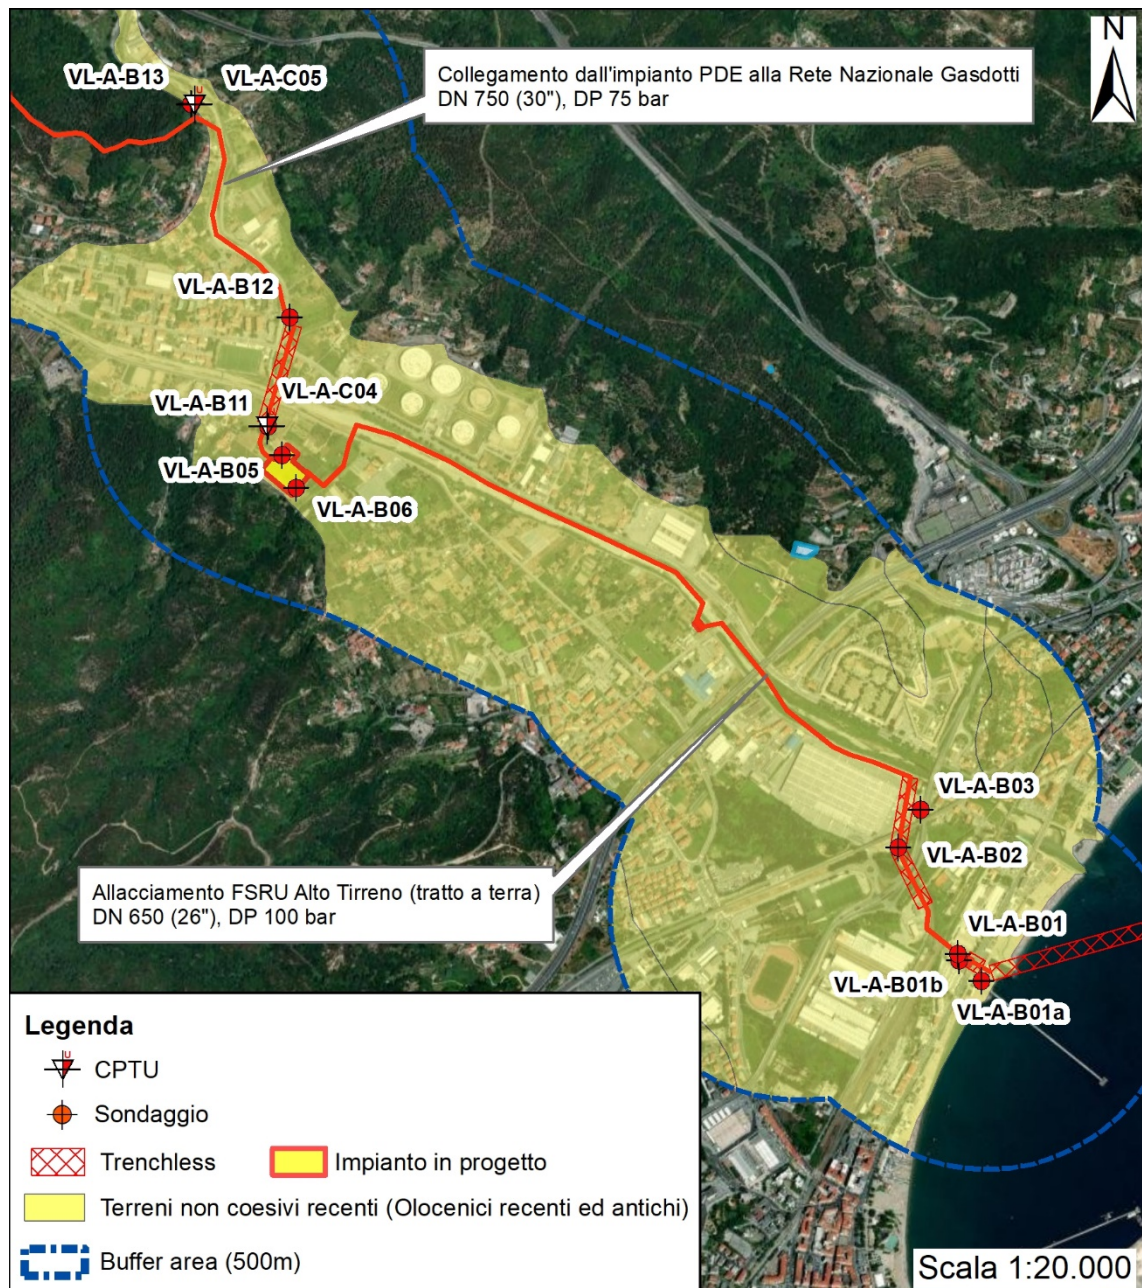 N
VL-A-B13
VL-A-C05
U
Collegamento dall'impianto PDE alla Rete Nazionale Gasdotti
DN 750 (30"), DP 75 bar
VL-A-B12
VL-A-C04
VL-A-B11
VL-A-B05
VL-A-B06
VL-A-B03
VL-A-B02
Allacciamento FSRU Alto Tirreno (tratto a terra)
DN 650 (26"), DP 100 bar
VL-A-B01
VL-A-B01b
VL-A-B01a
Legenda
U
CPTU
Sondaggio
Trenchless
Impianto in progetto
Terreni non coesivi recenti (Olocenici recenti ed antichi)
Buffer area (500m)
Scala 1:20.000